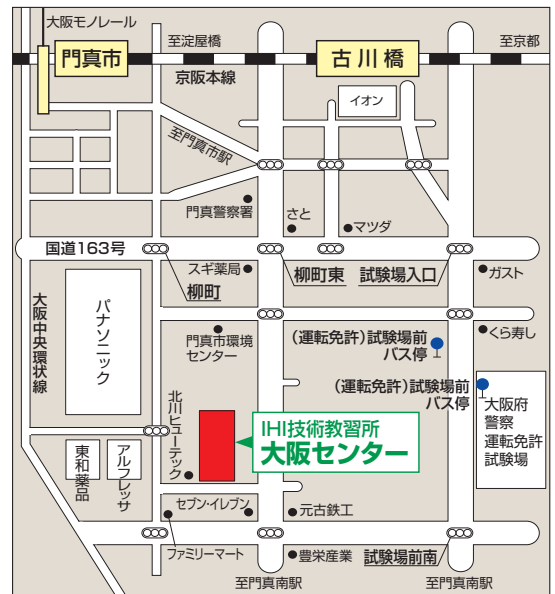 大阪モノレール
至淀屋橋
至京都
門真市
古川橋
京阪本線
イオン
至門真市駅
門真警察署
さと
マツダ
国道163号
スギ薬局
柳町
柳町東
試験場入口
ガスト
大阪中央環状線
パナソニック
門真市環境
センター
(運転免許)試験場前
バス停
くら寿し
(運転免許)試験場前
バス停
大阪府
警察
運転免許
試験場
北川ヒューテック
IHI技術教習所
大阪センター
東和薬品
アルフレッサ
セブン・イレブン
元古鉄工
ファミリーマート
豊栄産業
試験場前南
至門真南駅
至門真南駅